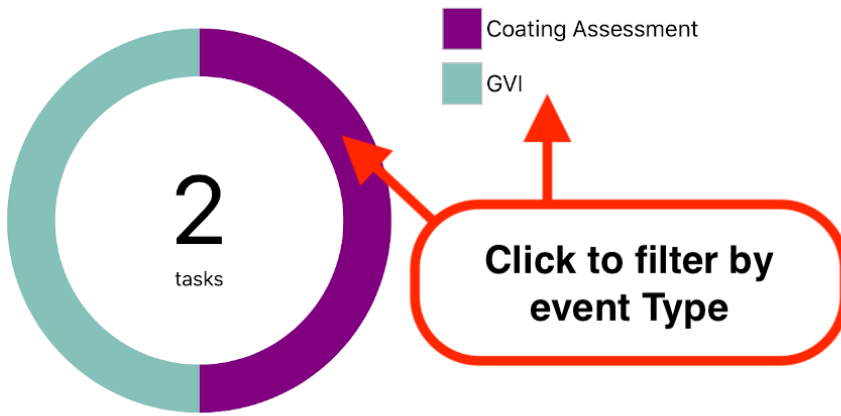 Coating Assessment
GVI
2
tasks
Click to filter by
event Type